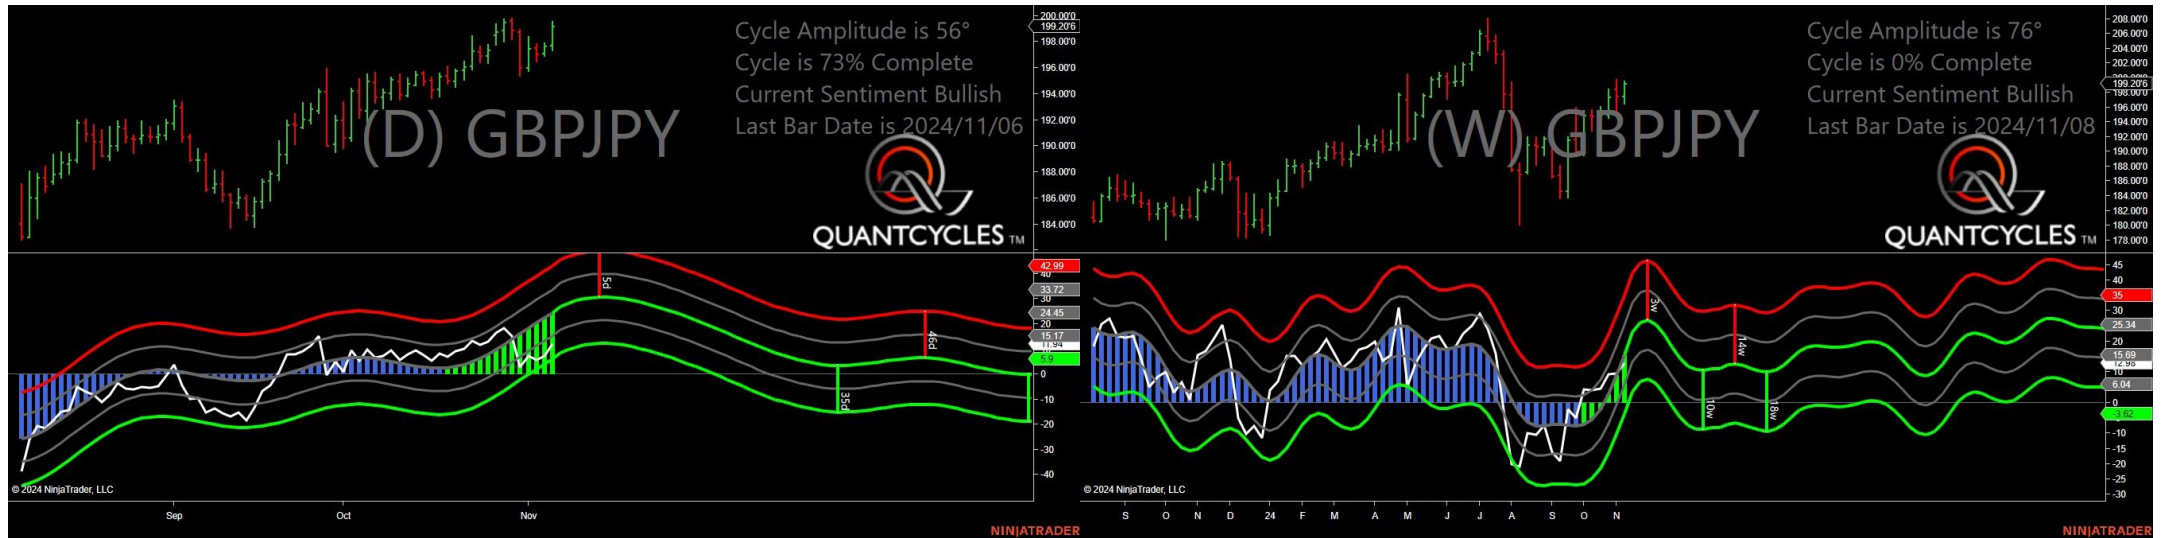 Cycle Amplitude is 56°
Cycle is 73% Complete
Current Sentiment Bullish
Last Bar Date is 2024/11/06
(D) GBPJPY
QUANTCYCLES TM
200.00'0
199.20'6
198.00'0
196.00'0
194.00'0
192.00'0
190.00'0
188.00'0
186.00'0
184.00'0
42.99
40
33.72
30
24.45
20
15.17
11.94
5.9
0
-10
-20
-30
-40
5d
35d
46d
© 2024 NinjaTrader, LLC
Sep
Oct
Nov
NINJATRADER
Cycle Amplitude is 76°
Cycle is 0% Complete
Current Sentiment Bullish
Last Bar Date is 2024/11/08
(W) GBPJPY
QUANTCYCLES TM
208.00'0
206.00'0
204.00'0
202.00'0
199.20'6
198.00'0
196.00'0
194.00'0
192.00'0
190.00'0
188.00'0
186.00'0
184.00'0
182.00'0
180.00'0
178.00'0
45
40
35
30
25.34
20
15.69
12.96
10
6.04
0
-3.62
-10
-15
-20
-25
-30
3w
10w
14w
18w
© 2024 NinjaTrader, LLC
S O N D 24 F M A M J J A S O N
NINJATRADER